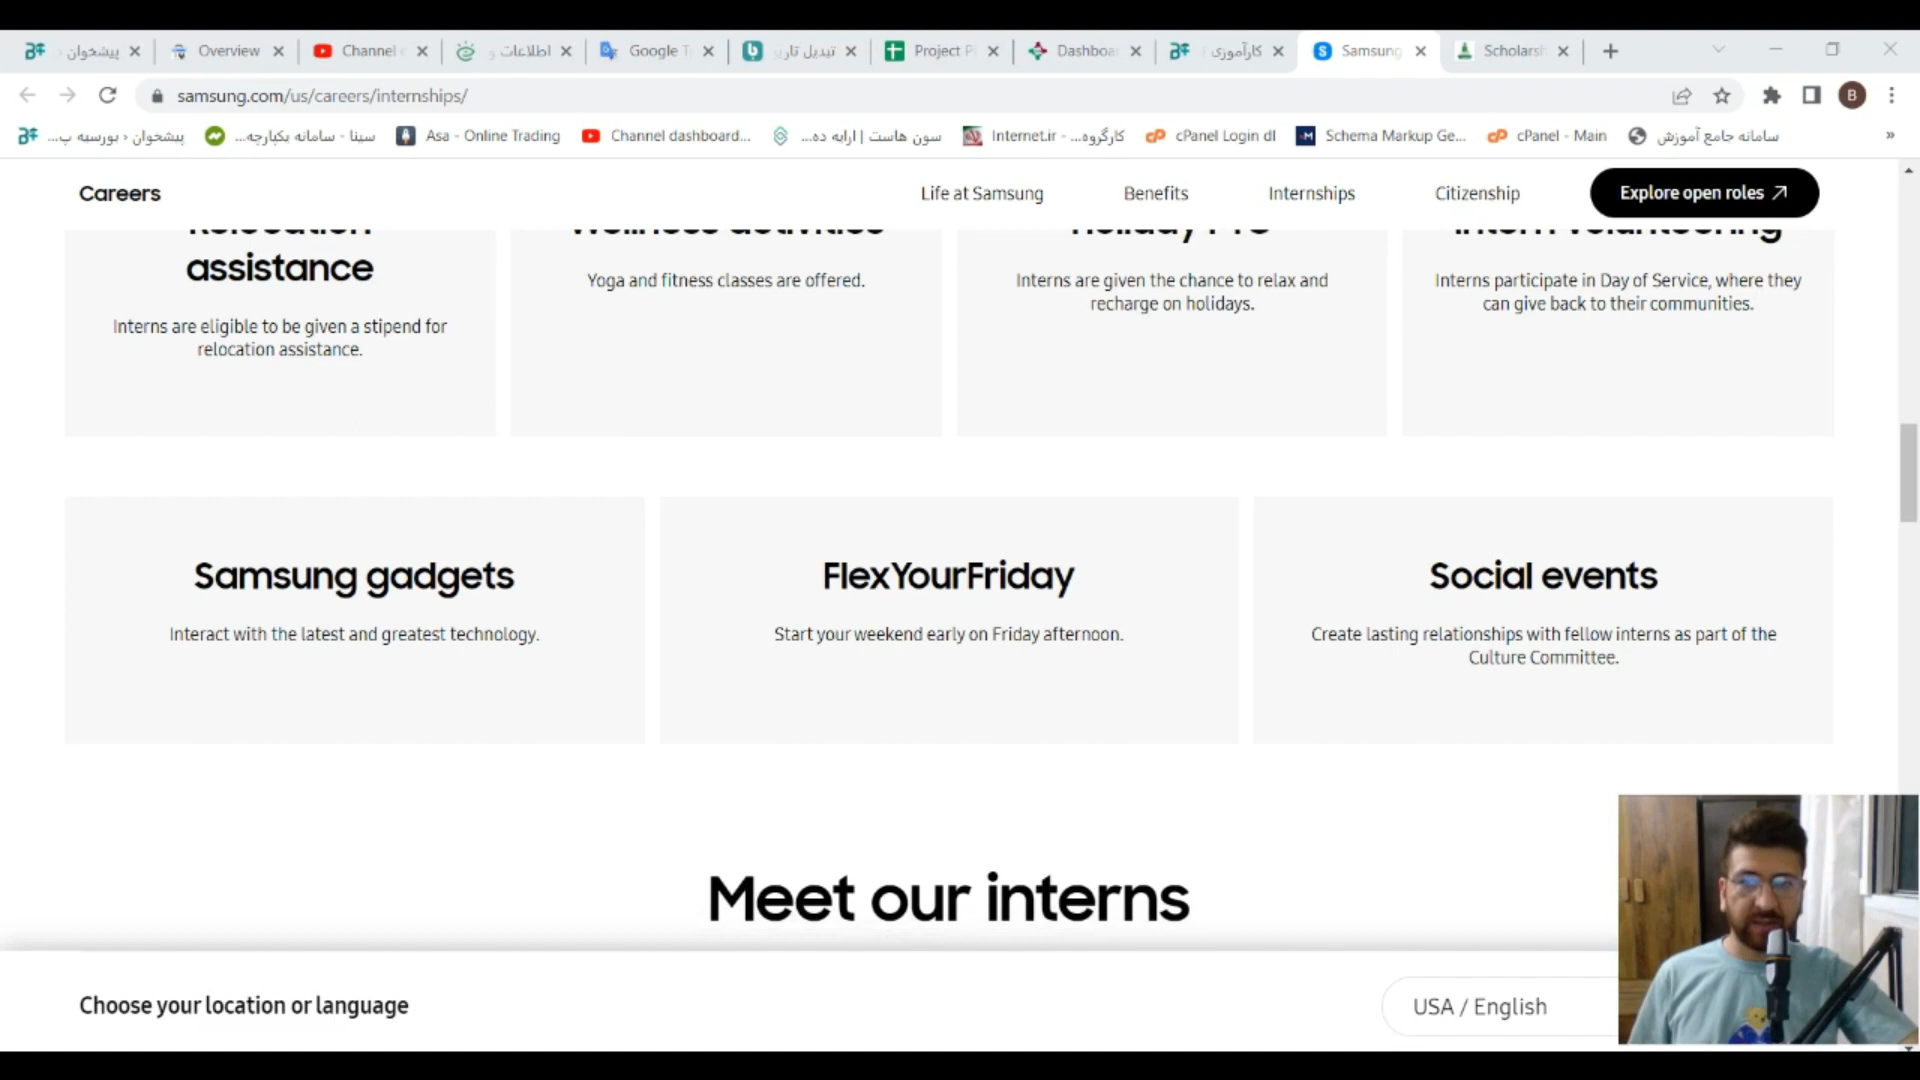 پیشخوان
Overview
Channel
اطلاعات و
Google T
تبدیل تاری
Project P
Dashboa
کارآموزی
Samsung
Scholarsh
samsung.com/us/careers/internships/
B
پیشخوان ‹ بورسیه پ...
سینا - سامانه یکپارچه...
Asa - Online Trading
Channel dashboard...
سون هاست | ارایه ده...
Internet.ir - کارگروه...
cPanel Login dl
Schema Markup Ge...
cPanel - Main
سامانه جامع آموزش
»
Careers
Life at Samsung
Benefits
Internships
Citizenship
Explore open roles
Relocation
assistance
Interns are eligible to be given a stipend for
relocation assistance.
Wellness activities
Yoga and fitness classes are offered.
Holiday PTO
Interns are given the chance to relax and
recharge on holidays.
Intern volunteering
Interns participate in Day of Service, where they
can give back to their communities.
Samsung gadgets
Interact with the latest and greatest technology.
FlexYourFriday
Start your weekend early on Friday afternoon.
Social events
Create lasting relationships with fellow interns as part of the
Culture Committee.
Meet our interns
Choose your location or language
USA / English